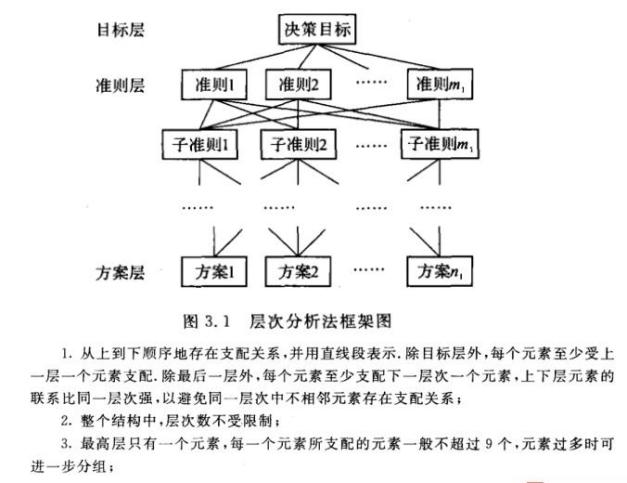 目标层 决策目标
准则层 准则1 准则2 …… 准则m₁
子准则1 子准则2 …… 子准则m₁
…… …… …… ……
方案层 方案1 方案2 …… 方案n₁
图 3.1 层次分析法框架图
1. 从上到下顺序地存在支配关系,并用直线段表示.除目标层外,每个元素至少受上
一层一个元素支配.除最后一层外,每个元素至少支配下一层次一个元素,上下层元素的
联系比同一层次强,以避免同一层次中不相邻元素存在支配关系;
2. 整个结构中,层次数不受限制;
3. 最高层只有一个元素,每一个元素所支配的元素一般不超过 9 个,元素过多时可
进一步分组;